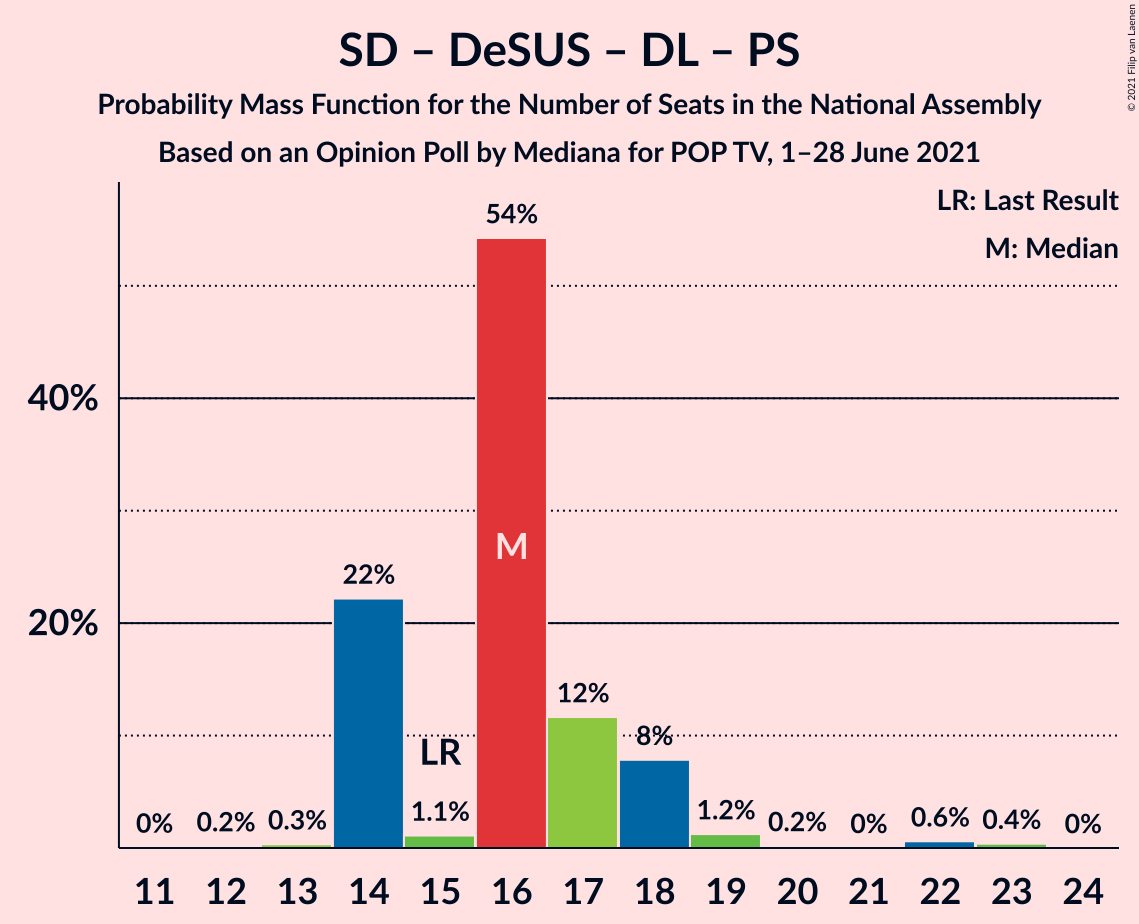 SD – DeSUS – DL – PS
Probability Mass Function for the Number of Seats in the National Assembly
Based on an Opinion Poll by Mediana for POP TV, 1–28 June 2021
© 2021 Filip van Laenen
LR: Last Result
M: Median
54%
40%
M
22%
20%
12%
8%
LR
0%
0.2%
0.3%
1.1%
1.2%
0.2%
0%
0.6%
0.4%
0%
11 12 13 14 15 16 17 18 19 20 21 22 23 24